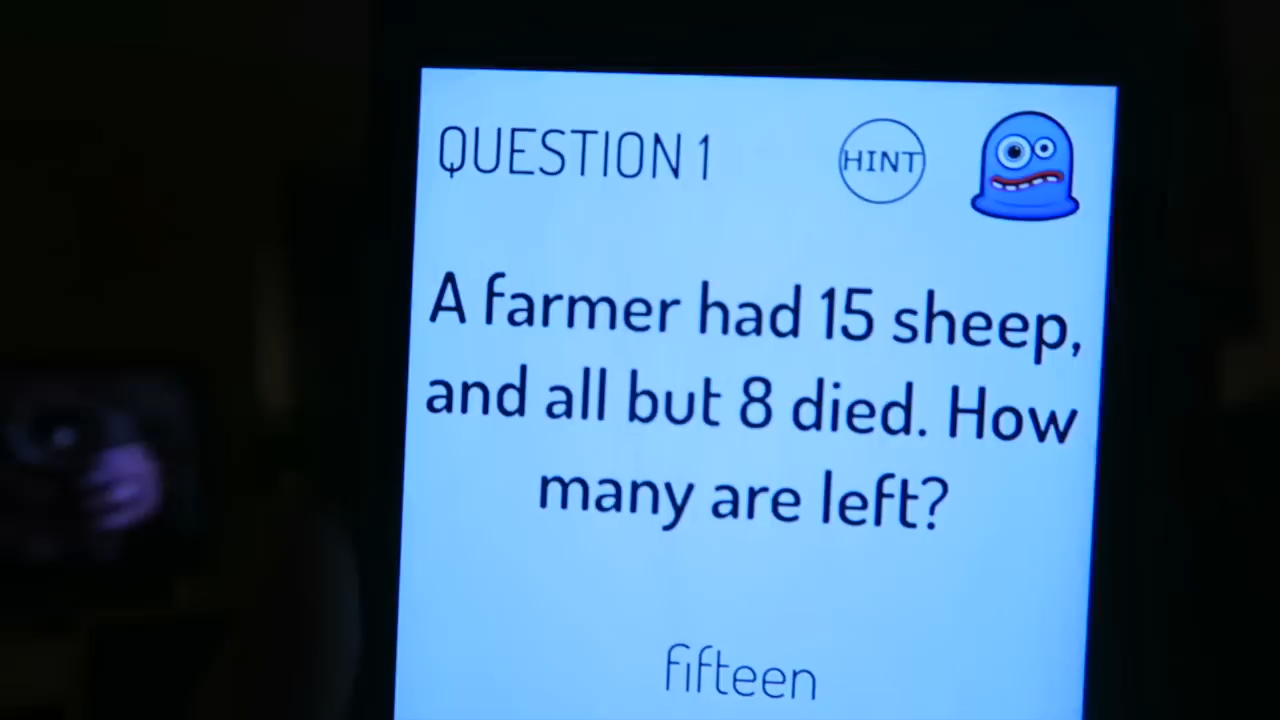 QUESTION 1
HINT
A farmer had 15 sheep,
and all but 8 died. How
many are left?
fifteen